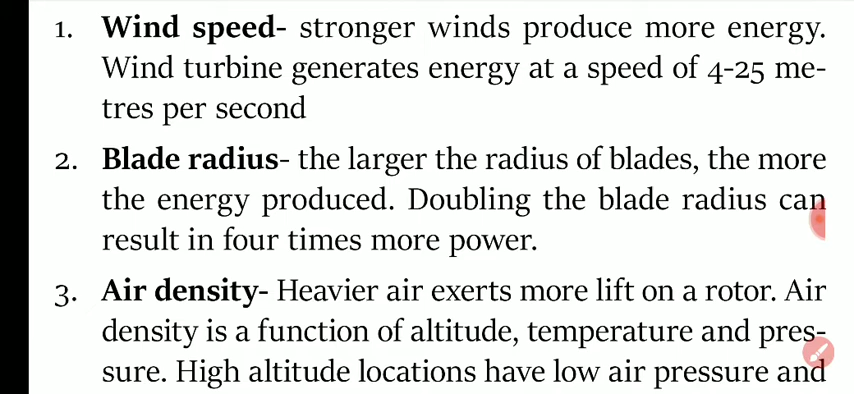 1. Wind speed- stronger winds produce more energy.
Wind turbine generates energy at a speed of 4-25 me-
tres per second
2. Blade radius- the larger the radius of blades, the more
the energy produced. Doubling the blade radius can
result in four times more power.
3. Air density- Heavier air exerts more lift on a rotor. Air
density is a function of altitude, temperature and pres-
sure. High altitude locations have low air pressure and